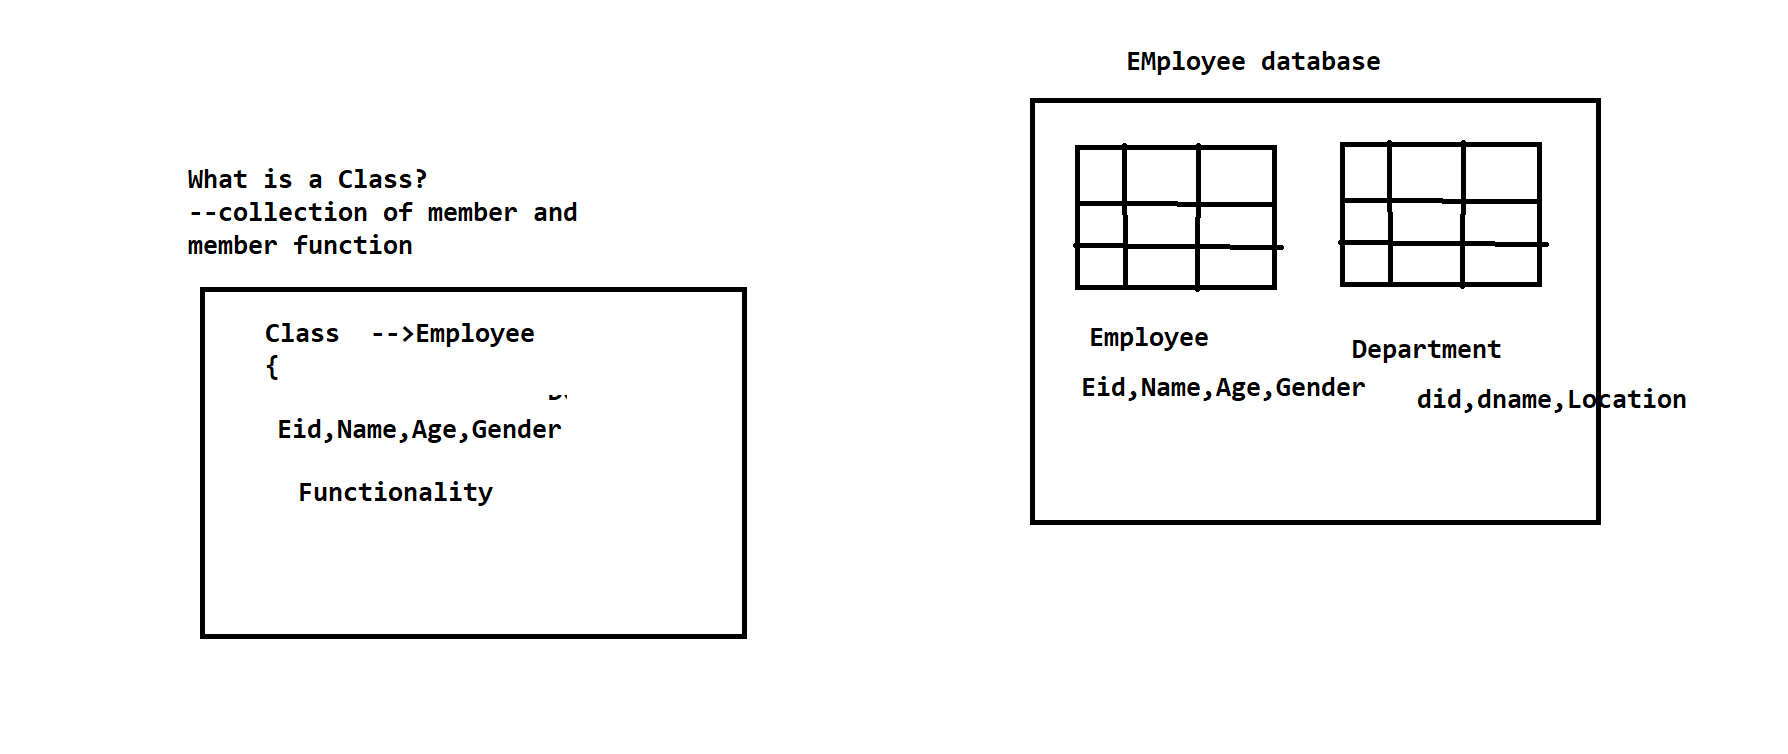 What is a Class?
--collection of member and
member function
Class  -->Employee
{
Eid,Name,Age,Gender
Functionality
EMployee database
Employee
Department
Eid,Name,Age,Gender
did,dname,Location